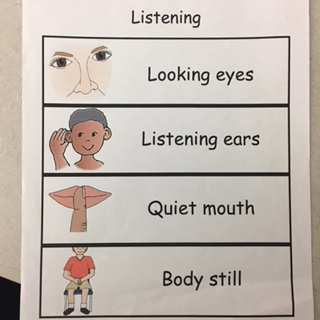 Listening
Looking eyes
Listening ears
Quiet mouth
Body still